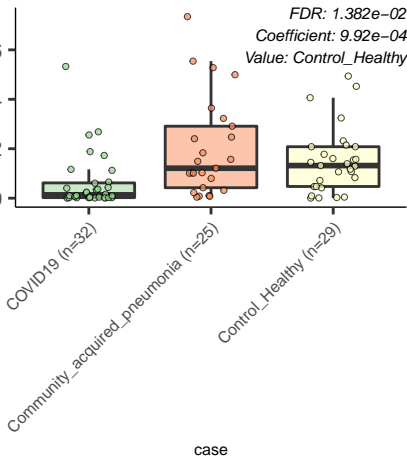 FDR: 1.382e−02
Coefficient: 9.92e−04
Value: Control_Healthy
COVID19 (n=32)
Community_acquired_pneumonia (n=25)
Control_Healthy (n=29)
case